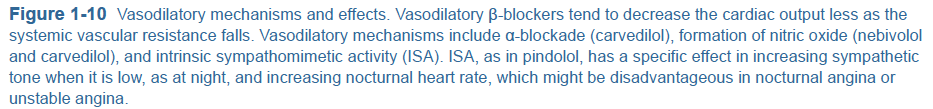 Figure 1-10 Vasodilatory mechanisms and effects. Vasodilatory β-blockers tend to decrease the cardiac output less as the
systemic vascular resistance falls. Vasodilatory mechanisms include α-blockade (carvedilol), formation of nitric oxide (nebivolol
and carvedilol), and intrinsic sympathomimetic activity (ISA). ISA, as in pindolol, has a specific effect in increasing sympathetic
tone when it is low, as at night, and increasing nocturnal heart rate, which might be disadvantageous in nocturnal angina or
unstable angina.